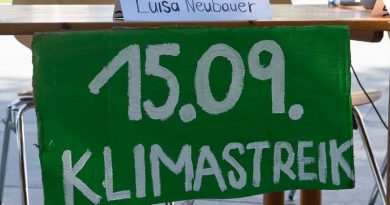 Luisa Neubauer
15.09.
KLIMASTREIK